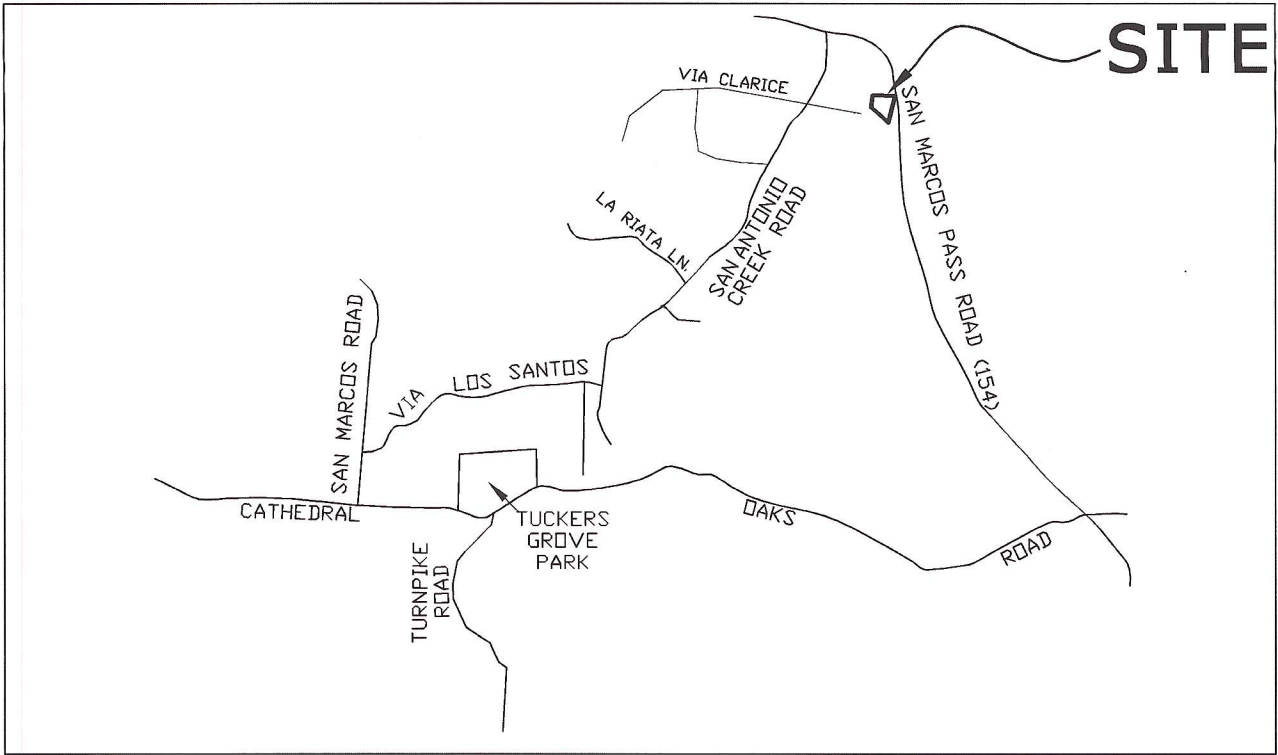 SITE
VIA CLARICE
SAN MARCOS PASS ROAD (154)
LA RIATA LN.
SAN ANTONIO
CREEK ROAD
SAN MARCOS ROAD
VIA LOS SANTOS
CATHEDRAL OAKS ROAD
TUCKERS
GROVE
PARK
TURNPIKE
ROAD